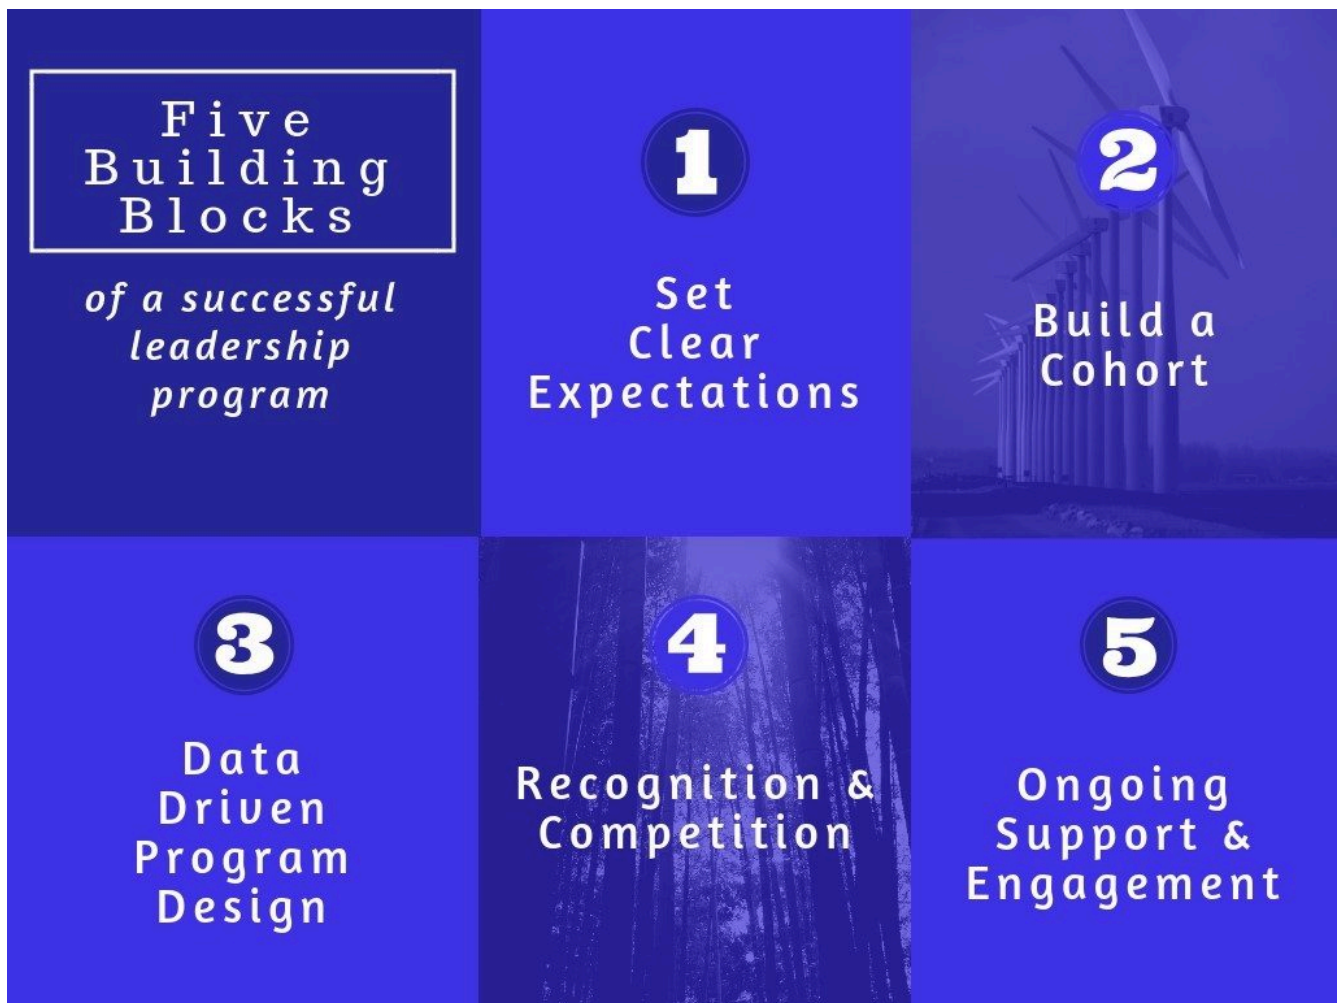 Five
Building
Blocks
of a successful
leadership
program
1
Set
Clear
Expectations
2
Build a
Cohort
3
Data
Driven
Program
Design
4
Recognition &
Competition
5
Ongoing
Support &
Engagement